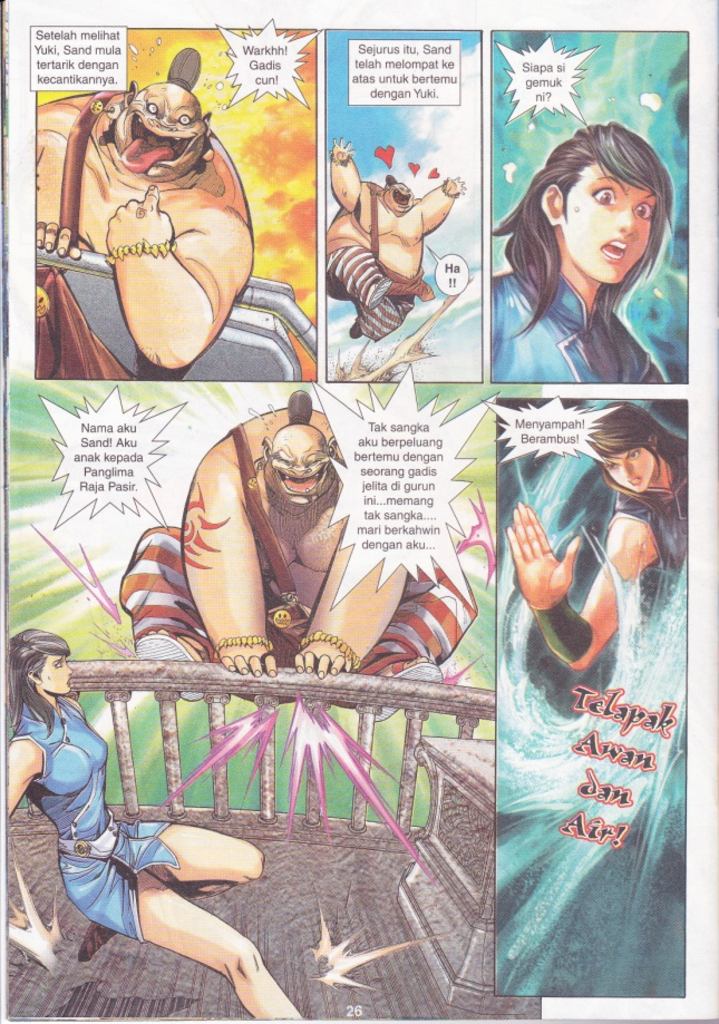 Setelah melihat
Yuki, Sand mula
tertarik dengan
kecantikannya.
Warkhh!
Gadis
cun!
Sejurus itu, Sand
telah melompat ke
atas untuk bertemu
dengan Yuki.
Ha
!!
Siapa si
gemuk
ni?
Nama aku
Sand! Aku
anak kepada
Panglima
Raja Pasir.
Tak sangka
aku berpeluang
bertemu dengan
seorang gadis
jelita di gurun
ini...memang
tak sangka....
mari berkahwin
dengan aku...
Menyampah!
Berambus!
Telapak
Awan
dan
Air!
26